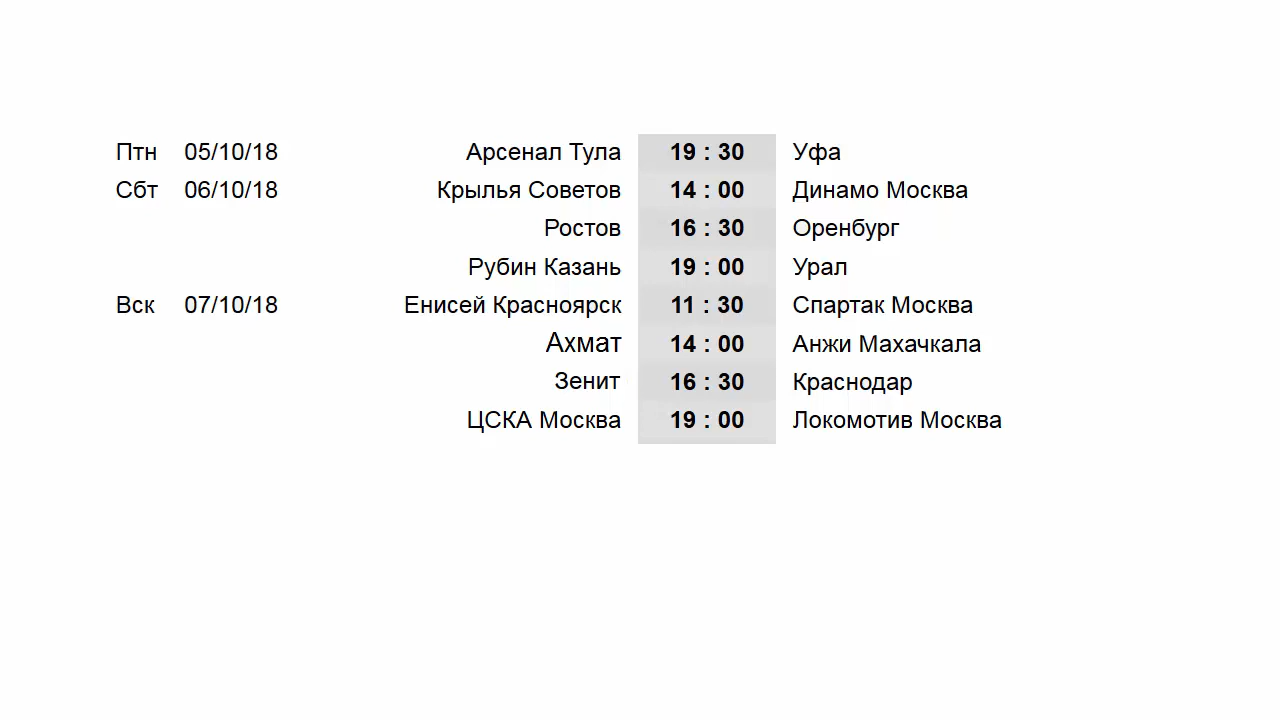 Птн 05/10/18 Арсенал Тула 19 : 30 Уфа
Сбт 06/10/18 Крылья Советов 14 : 00 Динамо Москва
Ростов 16 : 30 Оренбург
Рубин Казань 19 : 00 Урал
Вск 07/10/18 Енисей Красноярск 11 : 30 Спартак Москва
Ахмат 14 : 00 Анжи Махачкала
Зенит 16 : 30 Краснодар
ЦСКА Москва 19 : 00 Локомотив Москва